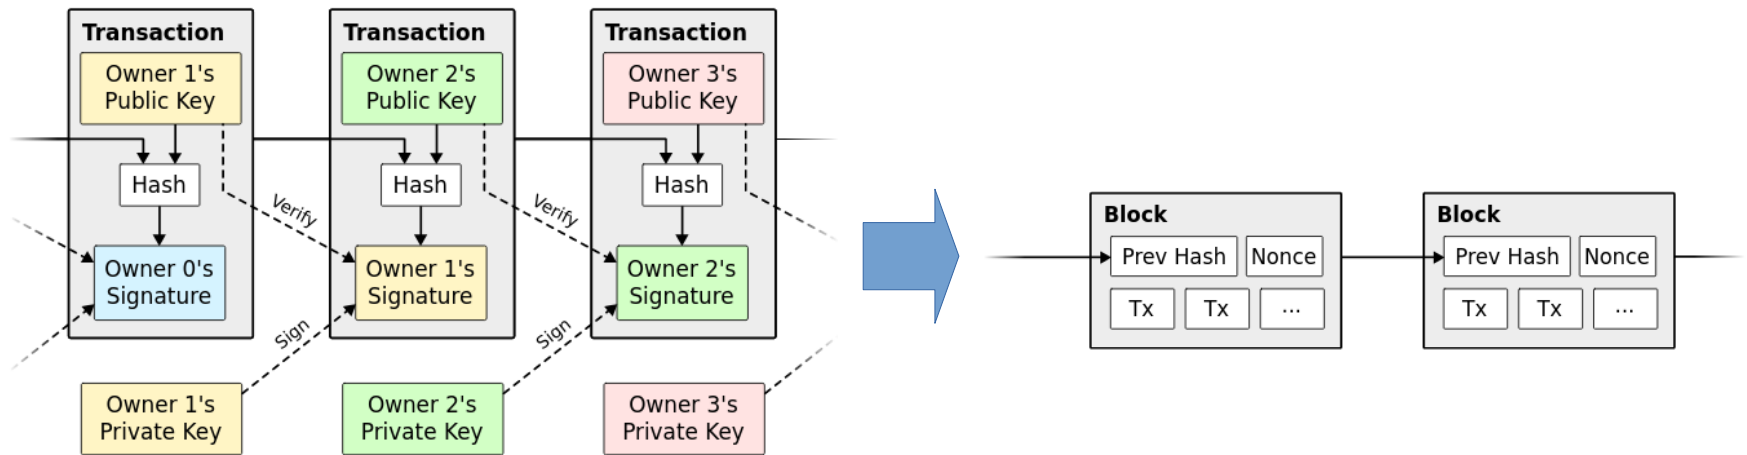 Transaction
Owner 1's
Public Key
Hash
Verify
Owner 0's
Signature
Sign
Owner 1's
Private Key
Transaction
Owner 2's
Public Key
Hash
Verify
Owner 1's
Signature
Sign
Owner 2's
Private Key
Transaction
Owner 3's
Public Key
Hash
Owner 2's
Signature
Owner 3's
Private Key
Block
Prev Hash Nonce
Tx Tx ...
Block
Prev Hash Nonce
Tx Tx ...